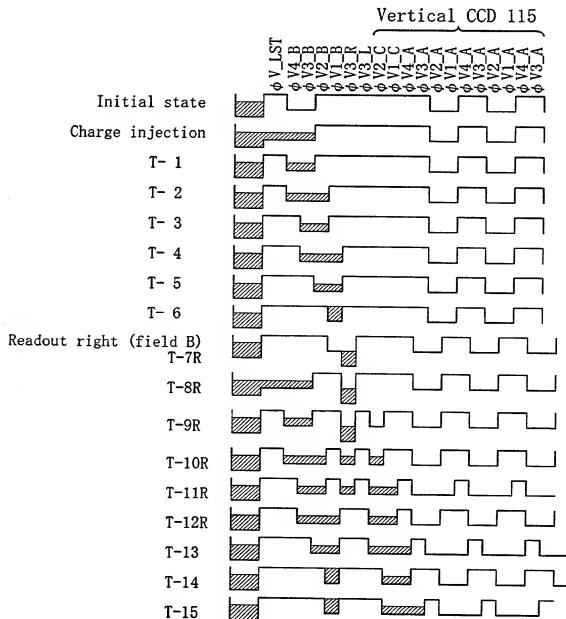 Vertical CCD 115
φV_LST
φV4_B
φV3_B
φV2_B
φV1_B
φV3_R
φV3_L
φV2_C
φV1_C
φV4_A
φV3_A
φV2_A
φV1_A
φV4_A
φV3_A
φV2_A
φV1_A
φV4_A
φV3_A
Initial state
Charge injection
T- 1
T- 2
T- 3
T- 4
T- 5
T- 6
Readout right (field B)
T-7R
T-8R
T-9R
T-10R
T-11R
T-12R
T-13
T-14
T-15